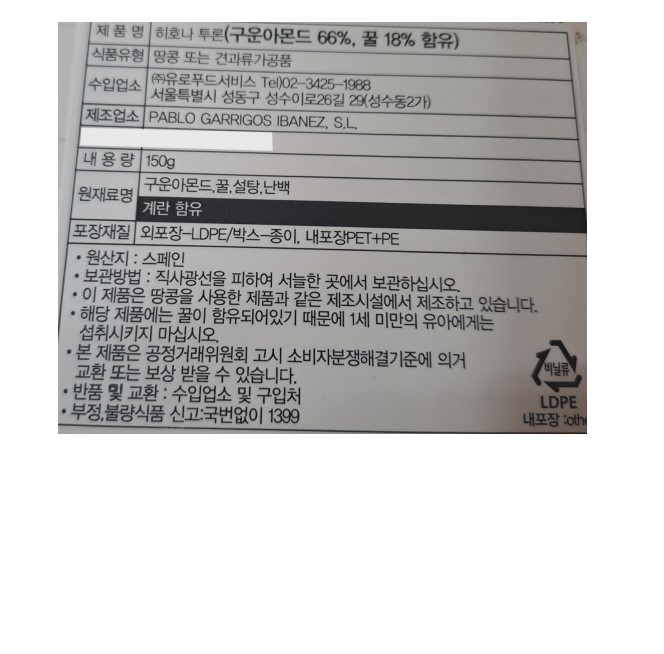 제 품 명 히호나 투론(구운아몬드 66%, 꿀 18% 함유)
식품유형 땅콩 또는 견과류가공품
수입업소 ㈜유로푸드서비스 Tel)02-3425-1988
서울특별시 성동구 성수이로26길 29(성수동2가)
제조업소 PABLO GARRIGOS IBANEZ, S.L.
내 용 량 150g
원재료명 구운아몬드,꿀,설탕,난백
계란 함유
포장재질 외포장-LDPE/박스-종이, 내포장PET+PE
• 원산지 : 스페인
• 보관방법 : 직사광선을 피하여 서늘한 곳에서 보관하십시오.
• 이 제품은 땅콩을 사용한 제품과 같은 제조시설에서 제조하고 있습니다.
• 해당 제품에는 꿀이 함유되어있기 때문에 1세 미만의 유아에게는
섭취시키지 마십시오.
• 본 제품은 공정거래위원회 고시 소비자분쟁해결기준에 의거
교환 또는 보상 받을 수 있습니다.
• 반품 및 교환 : 수입업소 및 구입처
• 부정,불량식품 신고:국번없이 1399
비닐류
LDPE
내포장 :othe